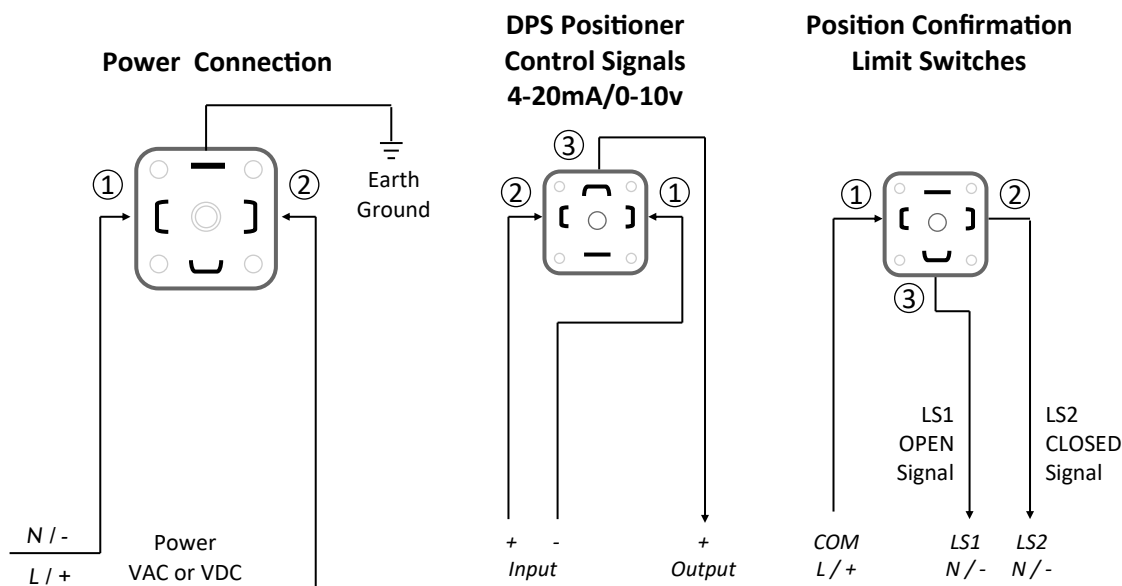 Power Connection
① ②
Earth
Ground
N / -
L / +
Power
VAC or VDC
DPS Positioner
Control Signals
4-20mA/0-10v
③
② ①
+ - +
Input Output
Position Confirmation
Limit Switches
① ②
③
LS1
OPEN
Signal
LS2
CLOSED
Signal
COM LS1 LS2
L / + N / - N / -